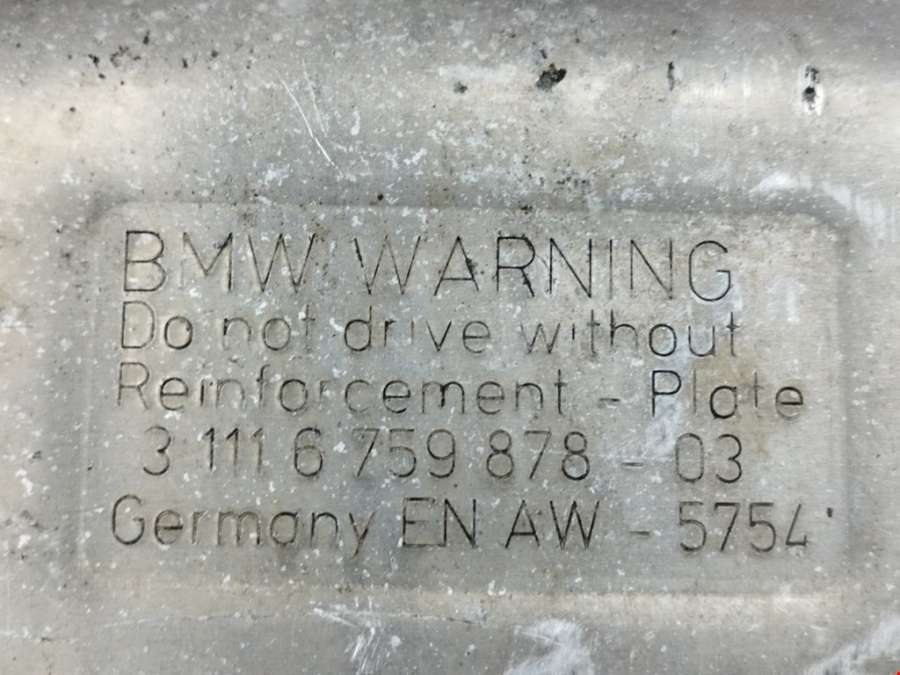 BMW WARNING
Do not drive without
Reinforcement - Plate
3 111 6 759 878 - 03
Germany EN AW - 5754